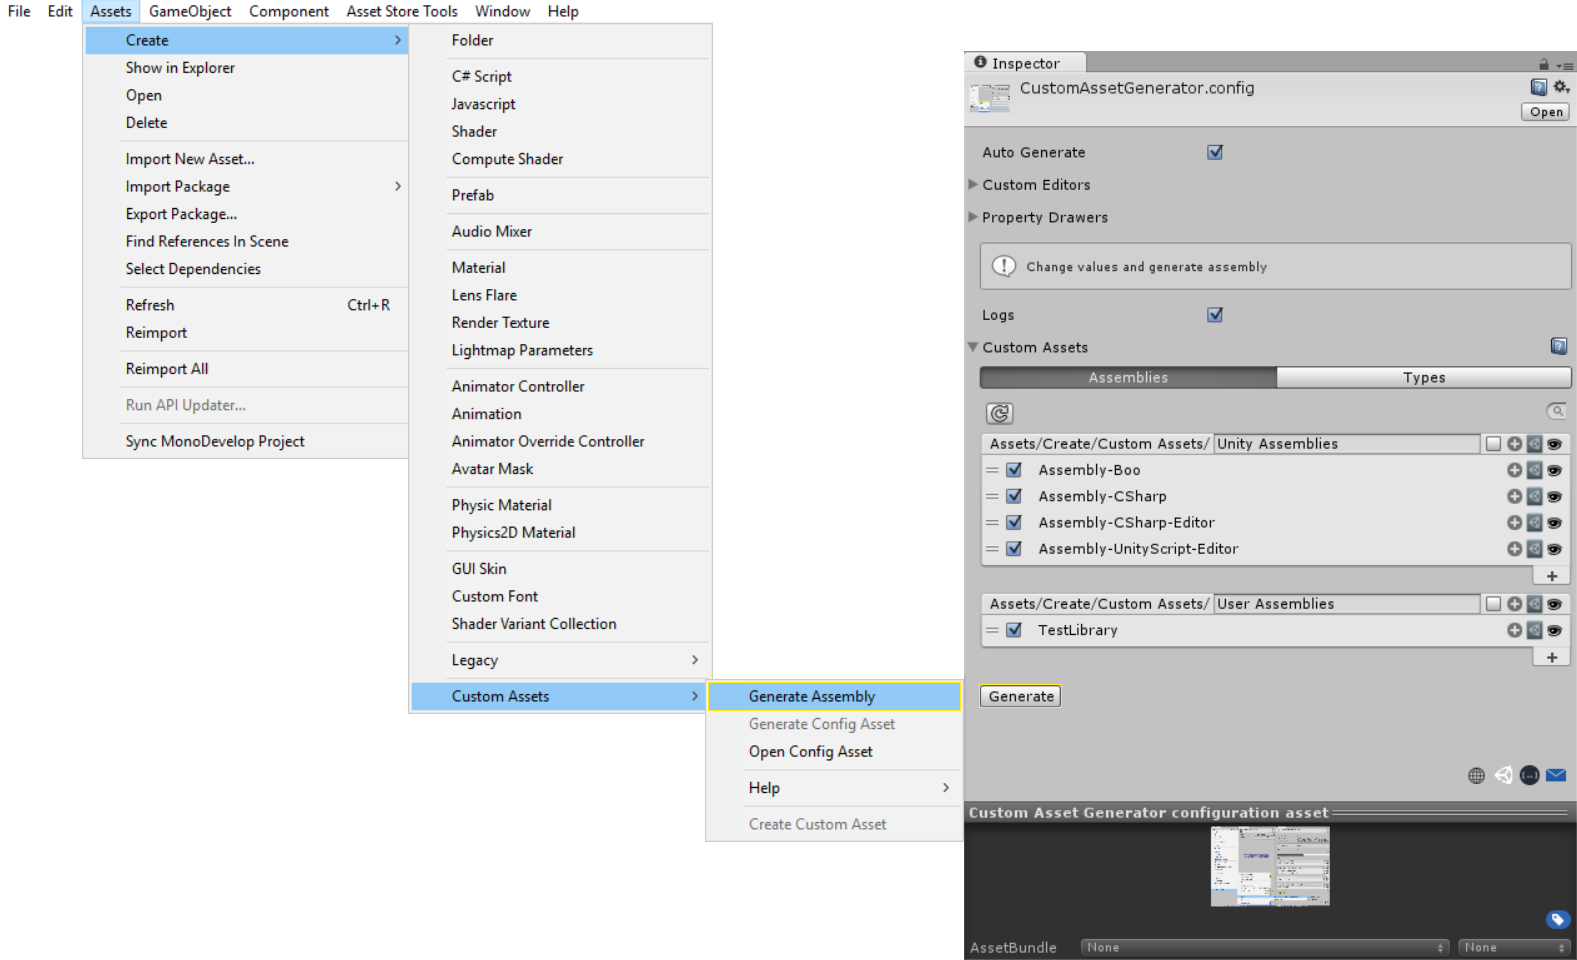 File Edit Assets GameObject Component Asset Store Tools Window Help
Create
Show in Explorer
Open
Delete
Import New Asset...
Import Package
Export Package...
Find References In Scene
Select Dependencies
Refresh Ctrl+R
Reimport
Reimport All
Run API Updater...
Sync MonoDevelop Project
Folder
C# Script
Javascript
Shader
Compute Shader
Prefab
Audio Mixer
Material
Lens Flare
Render Texture
Lightmap Parameters
Animator Controller
Animation
Animator Override Controller
Avatar Mask
Physic Material
Physics2D Material
GUI Skin
Custom Font
Shader Variant Collection
Legacy
Custom Assets
Generate Assembly
Generate Config Asset
Open Config Asset
Help
Create Custom Asset
Inspector
CustomAssetGenerator.config
Open
Auto Generate
Custom Editors
Property Drawers
Change values and generate assembly
Logs
Custom Assets
Assemblies Types
Assets/Create/Custom Assets/ Unity Assemblies
Assembly-Boo
Assembly-CSharp
Assembly-CSharp-Editor
Assembly-UnityScript-Editor
+
Assets/Create/Custom Assets/ User Assemblies
TestLibrary
+
Generate
Custom Asset Generator configuration asset
AssetBundle None None